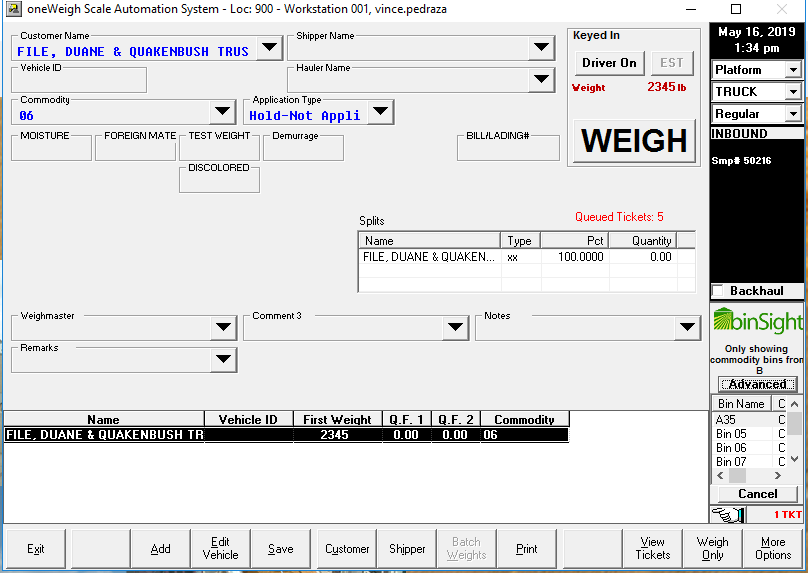 oneWeigh Scale Automation System - Loc: 900 - Workstation 001, vince.pedraza
May 16, 2019
1:34 pm
Customer Name
FILE, DUANE & QUAKENBUSH TRUS
Shipper Name
Keyed In
Driver On
EST
Weight 2345 lb
WEIGH
Platform
TRUCK
Regular
INBOUND
Smp# 50216
Backhaul
Vehicle ID
Hauler Name
Commodity
06
Application Type
Hold-Not Appli
MOISTURE
FOREIGN MATE
TEST WEIGHT
Demurrage
BILL/LADING#
DISCOLORED
Queued Tickets: 5
Splits
Name Type Pct Quantity
FILE, DUANE & QUAKEN... xx 100.0000 0.00
Weighmaster
Comment 3
Notes
Remarks
binSight
Only showing
commodity bins from
B
Advanced
Bin Name C
A35 C
Bin 05 C
Bin 06 C
Bin 07 C
Cancel
1 TKT
Name Vehicle ID First Weight Q.F. 1 Q.F. 2 Commodity
FILE, DUANE & QUAKENBUSH TR 2345 0.00 0.00 06
Exit
Add
Edit
Vehicle
Save
Customer
Shipper
Batch
Weights
Print
View
Tickets
Weigh
Only
More
Options